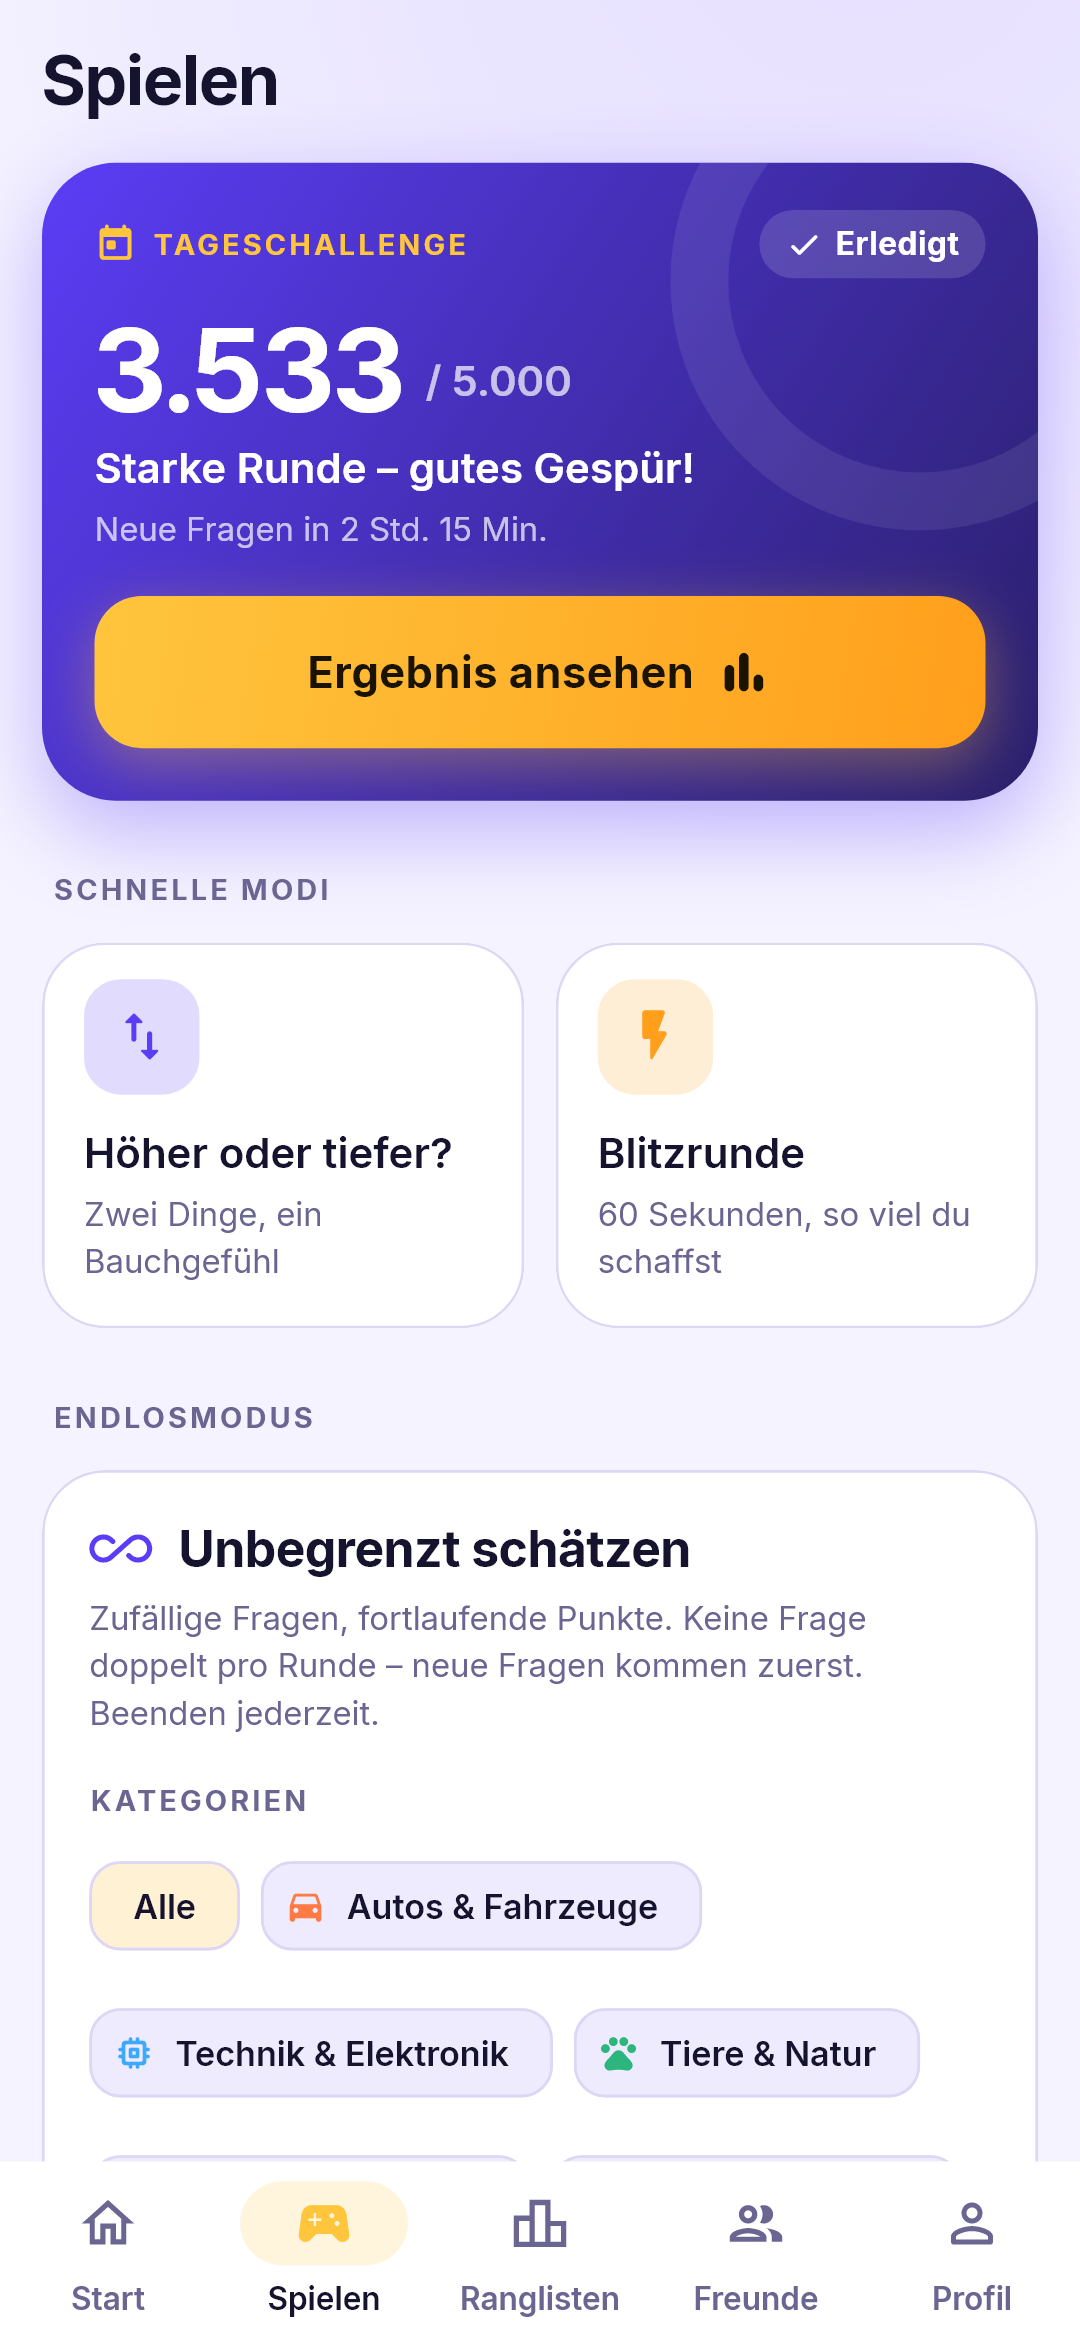 Spielen
TAGESCHALLENGE
Erledigt
3.533 / 5.000
Starke Runde – gutes Gespür!
Neue Fragen in 2 Std. 15 Min.
Ergebnis ansehen
SCHNELLE MODI
Höher oder tiefer?
Zwei Dinge, ein
Bauchgefühl
Blitzrunde
60 Sekunden, so viel du
schaffst
ENDLOSMODUS
Unbegrenzt schätzen
Zufällige Fragen, fortlaufende Punkte. Keine Frage
doppelt pro Runde – neue Fragen kommen zuerst.
Beenden jederzeit.
KATEGORIEN
Alle
Autos & Fahrzeuge
Technik & Elektronik
Tiere & Natur
Start
Spielen
Ranglisten
Freunde
Profil